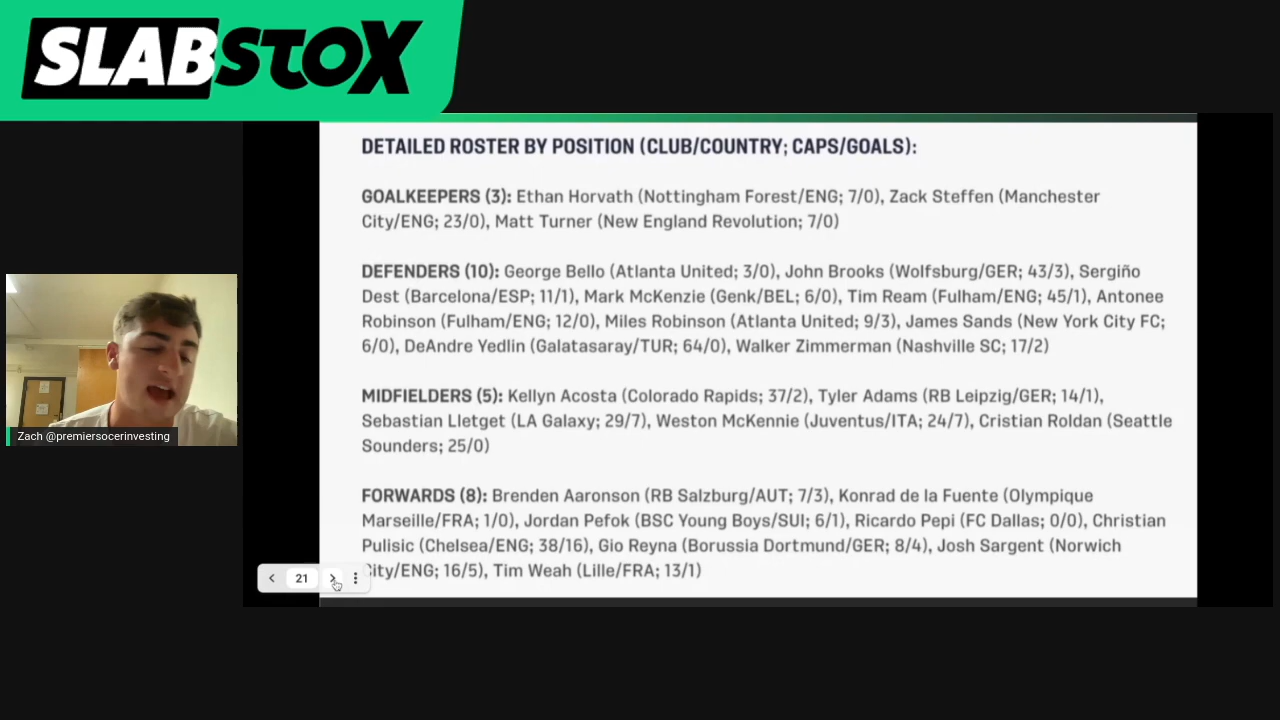 SLABSTOX
DETAILED ROSTER BY POSITION (CLUB/COUNTRY; CAPS/GOALS):
GOALKEEPERS (3): Ethan Horvath (Nottingham Forest/ENG; 7/0), Zack Steffen (Manchester
City/ENG; 23/0), Matt Turner (New England Revolution; 7/0)
DEFENDERS (10): George Bello (Atlanta United; 3/0), John Brooks (Wolfsburg/GER; 43/3), Sergiño
Dest (Barcelona/ESP; 11/1), Mark McKenzie (Genk/BEL; 6/0), Tim Ream (Fulham/ENG; 45/1), Antonee
Robinson (Fulham/ENG; 12/0), Miles Robinson (Atlanta United; 9/3), James Sands (New York City FC;
6/0), DeAndre Yedlin (Galatasaray/TUR; 64/0), Walker Zimmerman (Nashville SC; 17/2)
MIDFIELDERS (5): Kellyn Acosta (Colorado Rapids; 37/2), Tyler Adams (RB Leipzig/GER; 14/1),
Sebastian Lletget (LA Galaxy; 29/7), Weston McKennie (Juventus/ITA; 24/7), Cristian Roldan (Seattle
Sounders; 25/0)
FORWARDS (8): Brenden Aaronson (RB Salzburg/AUT; 7/3), Konrad de la Fuente (Olympique
Marseille/FRA; 1/0), Jordan Pefok (BSC Young Boys/SUI; 6/1), Ricardo Pepi (FC Dallas; 0/0), Christian
Pulisic (Chelsea/ENG; 38/16), Gio Reyna (Borussia Dortmund/GER; 8/4), Josh Sargent (Norwich
City/ENG; 16/5), Tim Weah (Lille/FRA; 13/1)
21
Zach @premiersocerinvesting